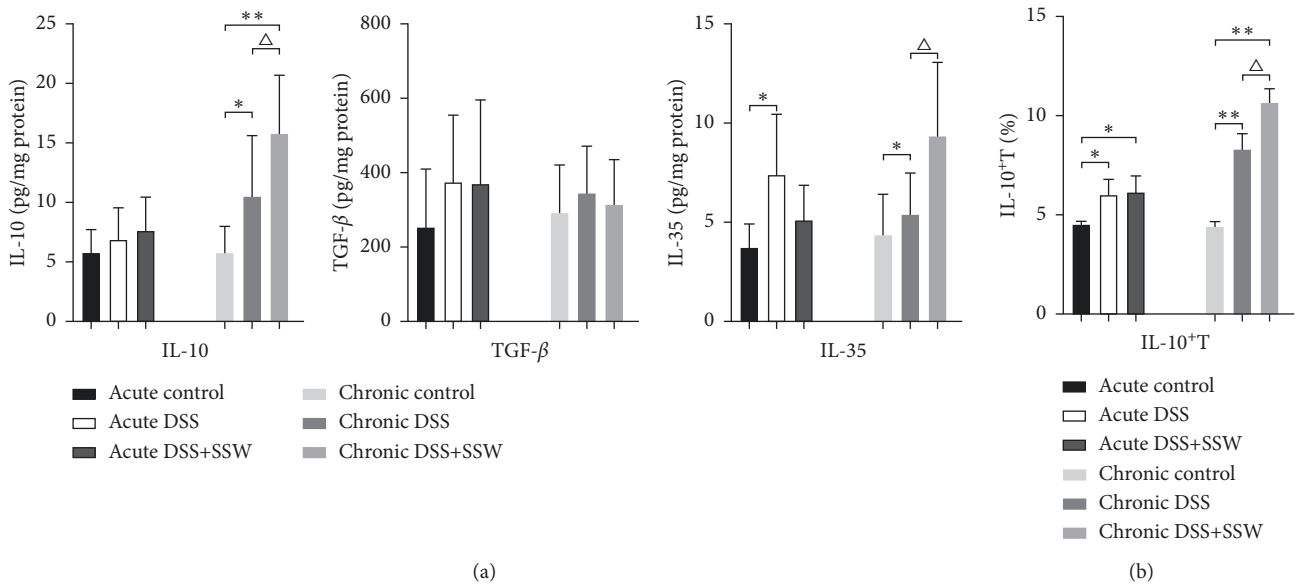 IL-10 (pg/mg protein)
25
20
15
10
5
0
**
△
*
IL-10
TGF-β (pg/mg protein)
800
600
400
200
0
TGF-β
IL-35 (pg/mg protein)
15
10
5
0
*
*
△
IL-35
Acute control
Acute DSS
Acute DSS+SSW
Chronic control
Chronic DSS
Chronic DSS+SSW
(a)
IL-10⁺T (%)
15
10
5
0
*
*
**
△
**
IL-10⁺T
Acute control
Acute DSS
Acute DSS+SSW
Chronic control
Chronic DSS
Chronic DSS+SSW
(b)